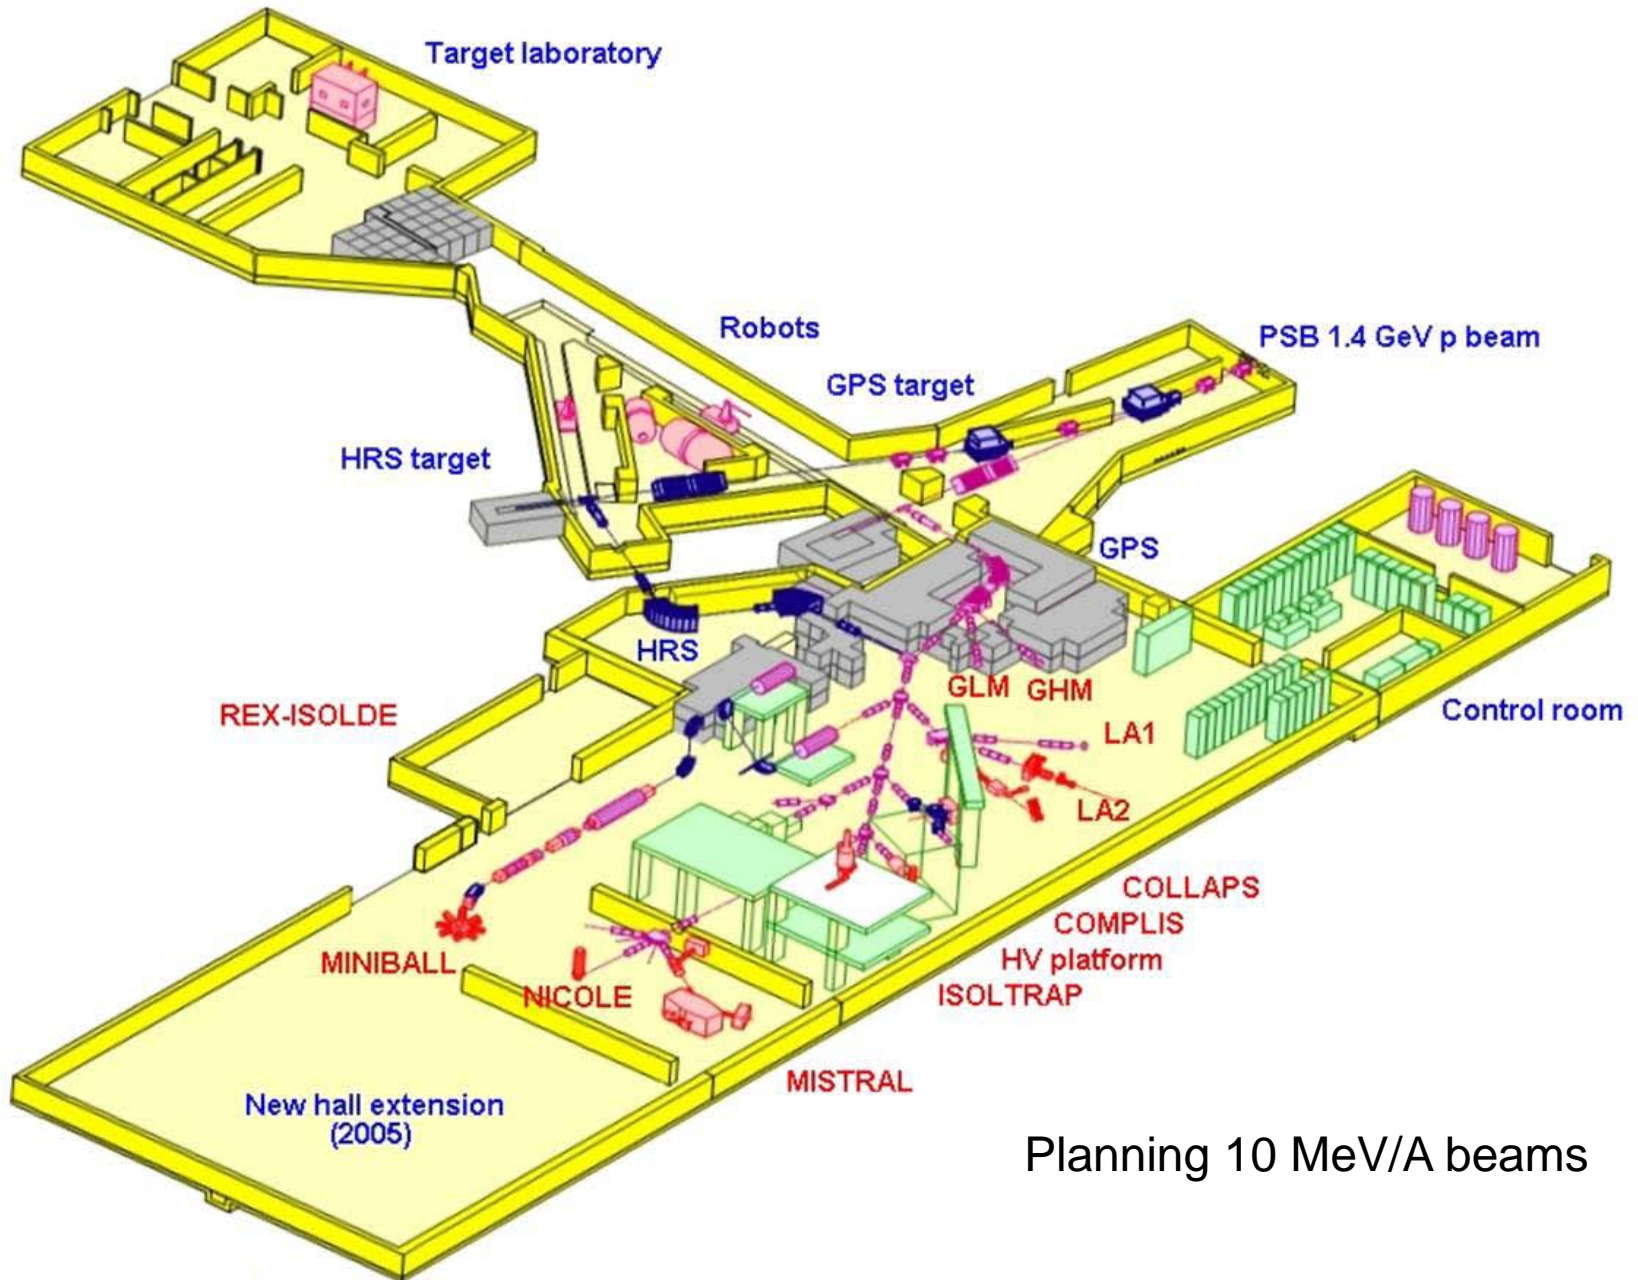 Target laboratory
Robots
PSB 1.4 GeV p beam
GPS target
HRS target
GPS
HRS
GLM
GHM
REX-ISOLDE
LA1
Control room
LA2
COLLAPS
COMPLIS
HV platform
MINIBALL
NICOLE
ISOLTRAP
MISTRAL
New hall extension
(2005)
Planning 10 MeV/A beams